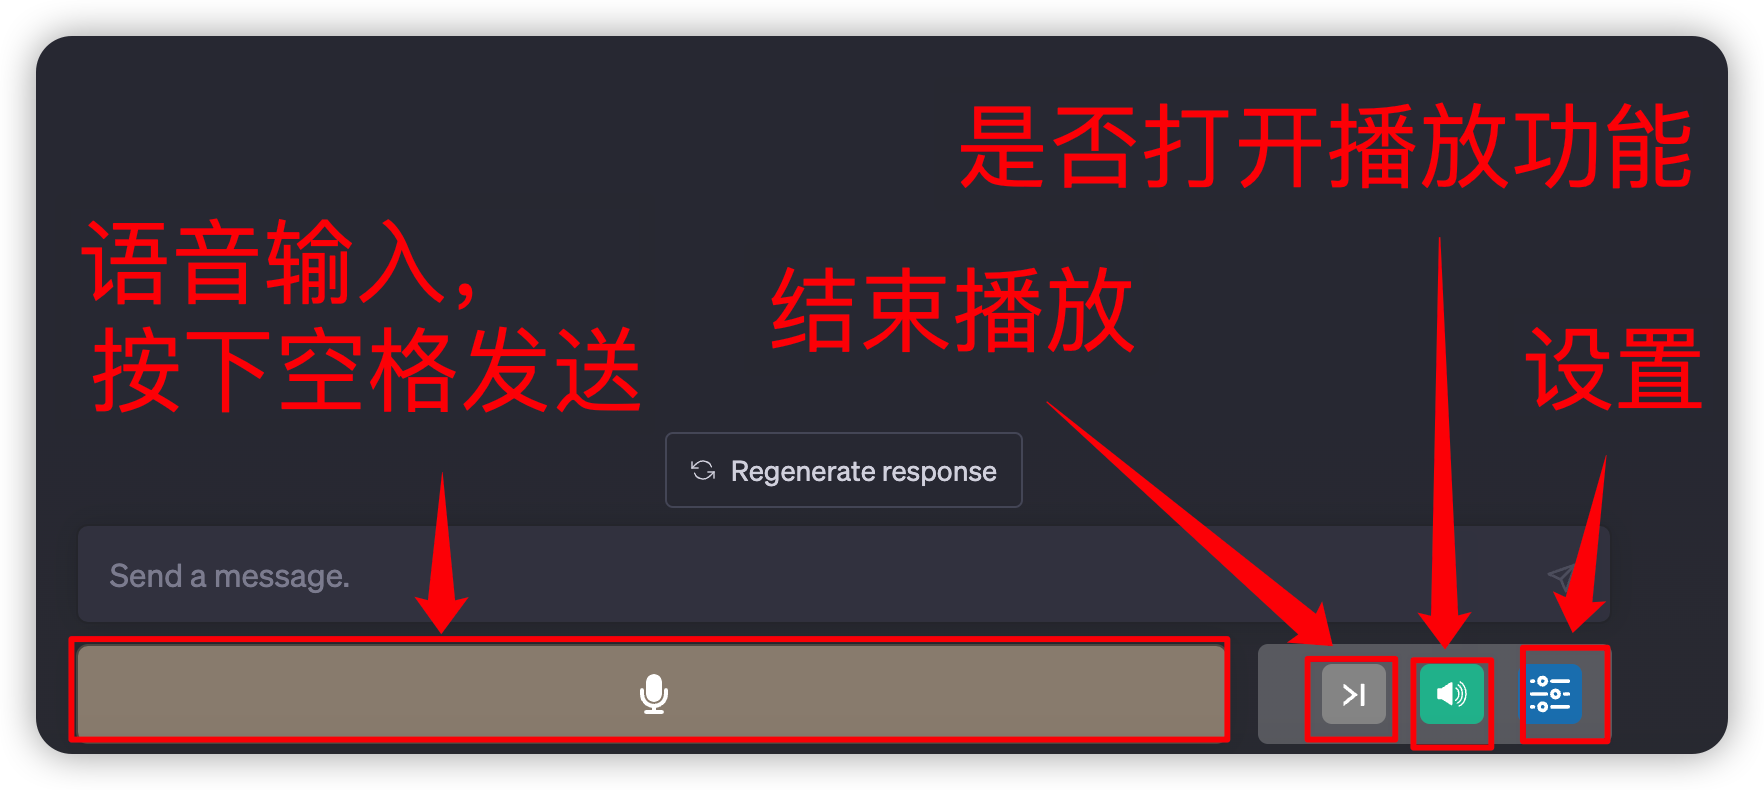 是否打开播放功能
语音输入，
按下空格发送
结束播放
设置
Regenerate response
Send a message.